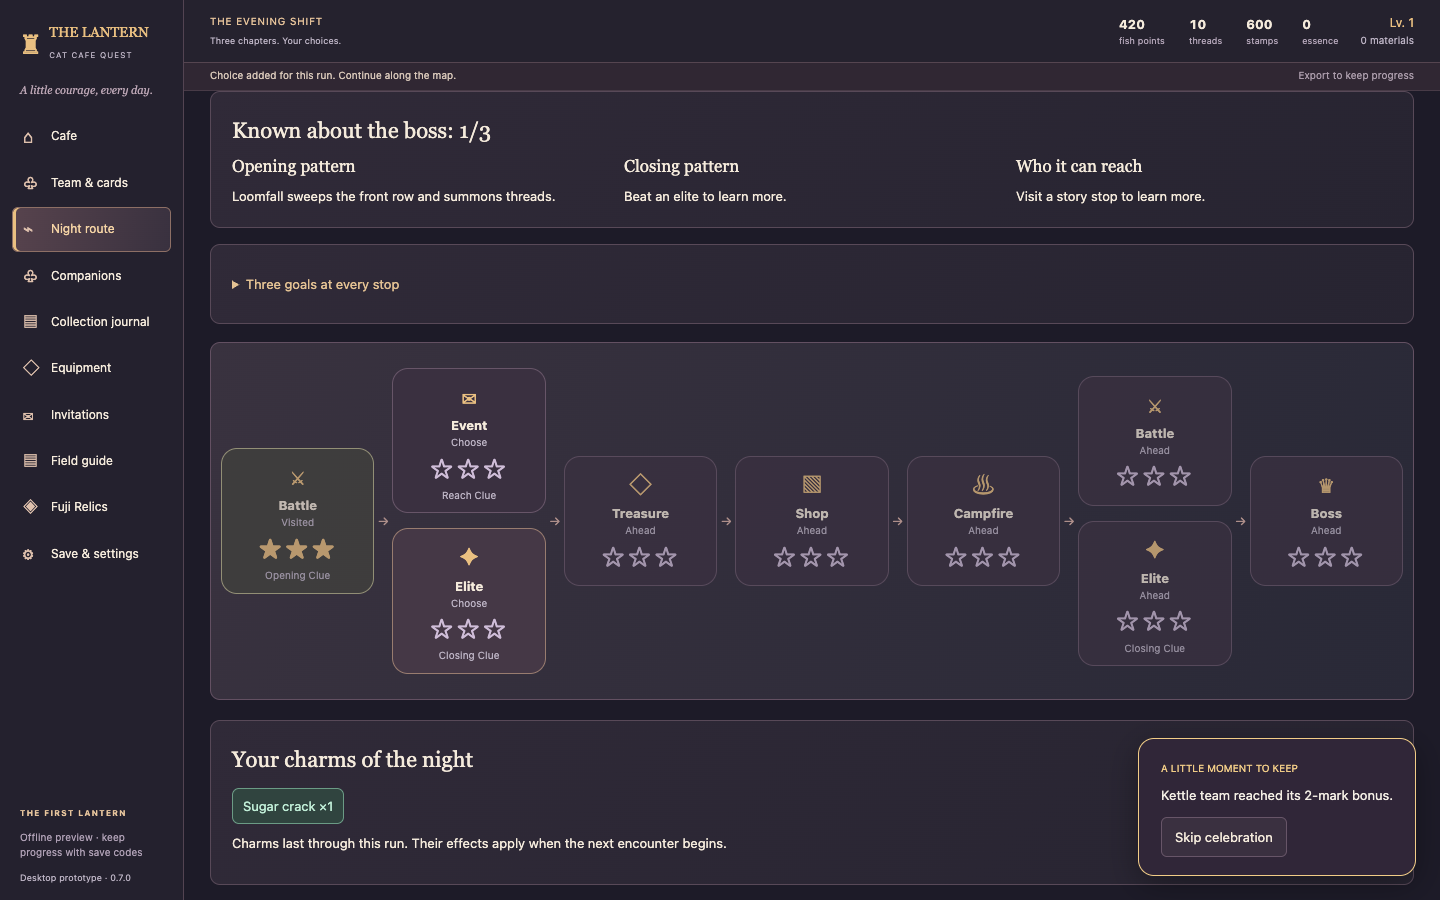 THE LANTERN
CAT CAFE QUEST
A little courage, every day.
Cafe
Team & cards
Night route
Companions
Collection journal
Equipment
Invitations
Field guide
Fuji Relics
Save & settings
THE FIRST LANTERN
Offline preview · keep
progress with save codes
Desktop prototype · 0.7.0
THE EVENING SHIFT
Three chapters. Your choices.
420
fish points
10
threads
600
stamps
0
essence
Lv. 1
0 materials
Choice added for this run. Continue along the map.
Export to keep progress
Known about the boss: 1/3
Opening pattern
Loomfall sweeps the front row and summons threads.
Closing pattern
Beat an elite to learn more.
Who it can reach
Visit a story stop to learn more.
Three goals at every stop
Battle
Visited
Opening Clue
Event
Choose
Reach Clue
Elite
Choose
Closing Clue
Treasure
Ahead
Shop
Ahead
Campfire
Ahead
Battle
Ahead
Elite
Ahead
Closing Clue
Boss
Ahead
Your charms of the night
Sugar crack ×1
Charms last through this run. Their effects apply when the next encounter begins.
A LITTLE MOMENT TO KEEP
Kettle team reached its 2-mark bonus.
Skip celebration